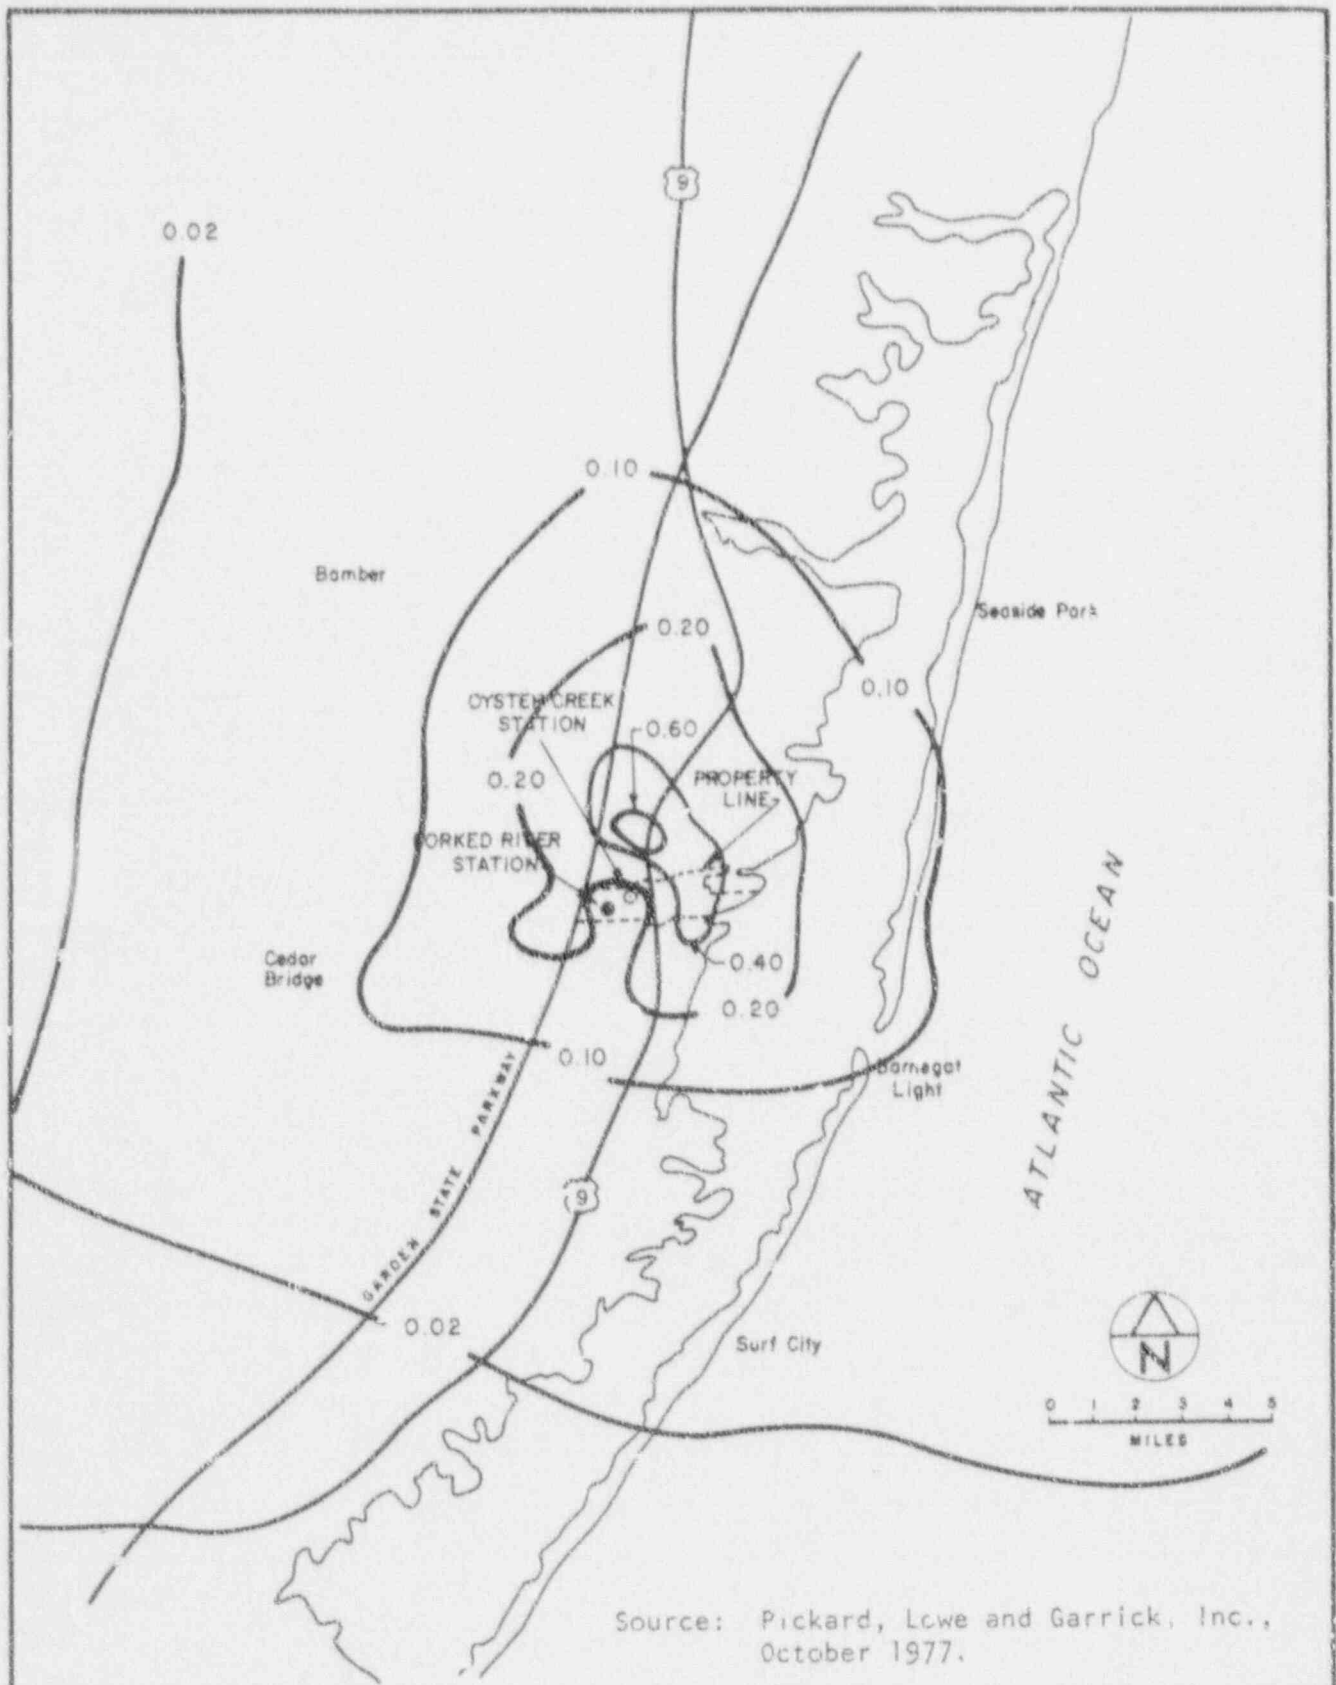 9
0.02
0.10
Bamber
Seaside Park
0.20
0.10
OYSTER CREEK
STATION
0.60
0.20
PROPERTY
LINE
FORKED RIVER
STATION
ATLANTIC OCEAN
Cedar
Bridge
0.40
0.20
0.10
Barnegat
Light
GARDEN STATE PARKWAY
9
0.02
Surf City
N
0 1 2 3 4 5
MILES
Source: Pickard, Lowe and Garrick, Inc.,
October 1977.